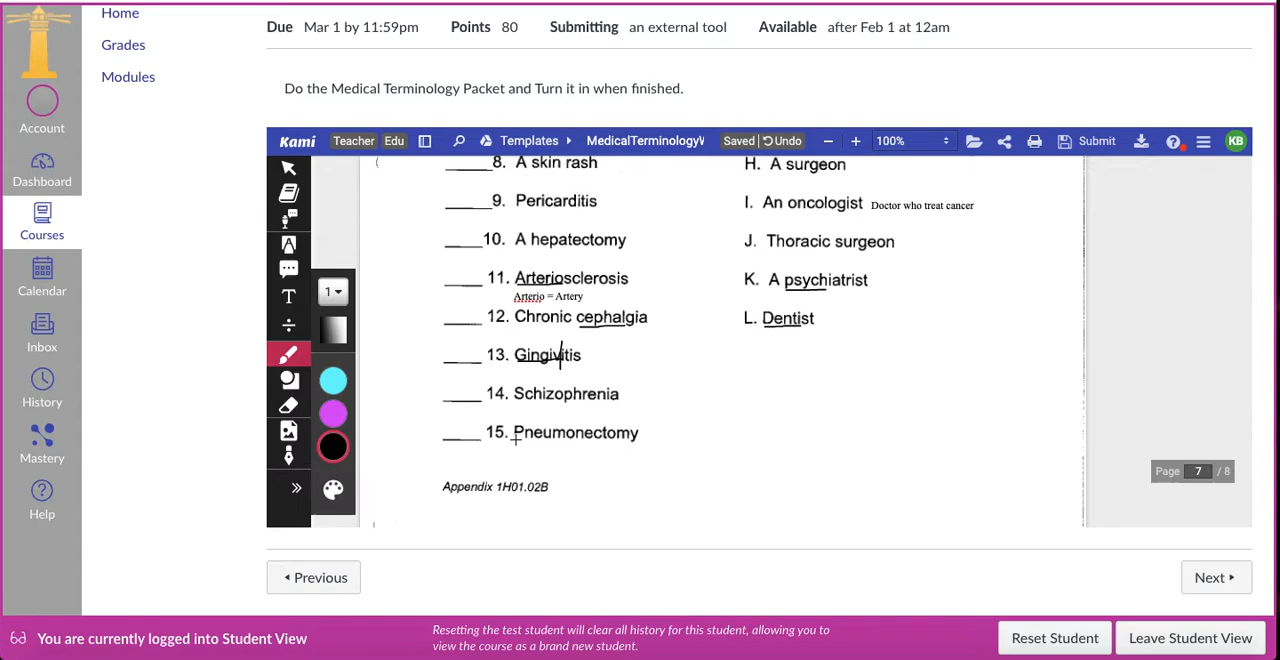 Home
Grades
Modules
Account
Dashboard
Courses
Calendar
Inbox
History
Mastery
Help
Due Mar 1 by 11:59pm Points 80 Submitting an external tool Available after Feb 1 at 12am
Do the Medical Terminology Packet and Turn it in when finished.
Kami Teacher Edu Templates MedicalTerminologyW Saved Undo 100% Submit KB
1
8. A skin rash
9. Pericarditis
10. A hepatectomy
11. Arteriosclerosis
Arterio = Artery
12. Chronic cephalgia
13. Gingivitis
14. Schizophrenia
15. Pneumonectomy
H. A surgeon
I. An oncologist Doctor who treat cancer
J. Thoracic surgeon
K. A psychiatrist
L. Dentist
Appendix 1H01.02B
Page 7 / 8
Previous
Next
You are currently logged into Student View
Resetting the test student will clear all history for this student, allowing you to
view the course as a brand new student.
Reset Student
Leave Student View